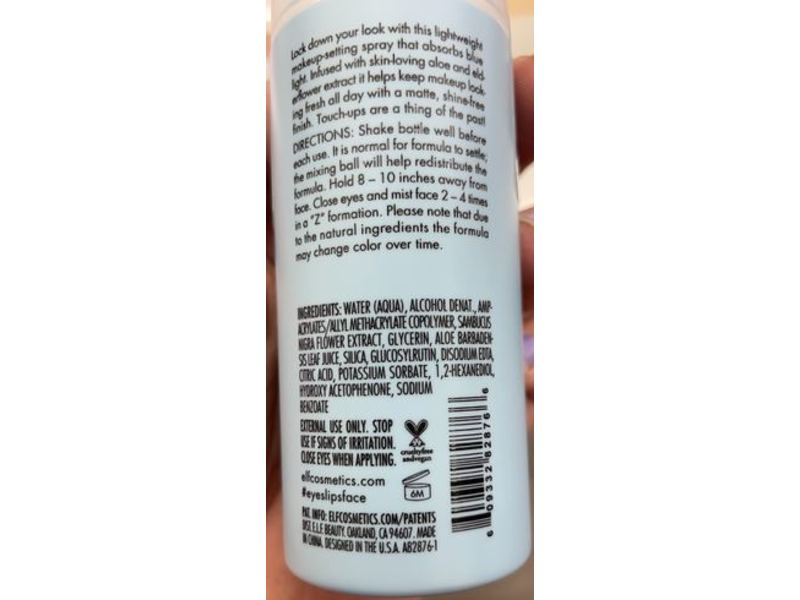 Lock down your look with this lightweight
makeup-setting spray that absorbs blue
light. Infused with skin-loving aloe and eld-
erflower extract it helps keep makeup look-
ing fresh all day with a matte, shine-free
finish. Touch-ups are a thing of the past!
DIRECTIONS: Shake bottle well before
each use. It is normal for formula to settle;
the mixing ball will help redistribute the
formula. Hold 8 – 10 inches away from
face. Close eyes and mist face 2 – 4 times
in a "Z" formation. Please note that due
to the natural ingredients the formula
may change color over time.
INGREDIENTS: WATER (AQUA), ALCOHOL DENAT., AMP-
ACRYLATES/ALLYL METHACRYLATE COPOLYMER, SAMBUCUS
NIGRA FLOWER EXTRACT, GLYCERIN, ALOE BARBADEN-
SIS LEAF JUICE, SILICA, GLUCOSYLRUTIN, DISODIUM EDTA,
CITRIC ACID, POTASSIUM SORBATE, 1,2-HEXANEDIOL,
HYDROXY ACETOPHENONE, SODIUM
BENZOATE
EXTERNAL USE ONLY. STOP
USE IF SIGNS OF IRRITATION.
CLOSE EYES WHEN APPLYING.
crueltyfree
andvegan
elfcosmetics.com
#eyeslipsface
6M
PAT. INFO: ELFCOSMETICS.COM/PATENTS
DIST. E.L.F. BEAUTY. OAKLAND, CA 94607. MADE
IN CHINA. DESIGNED IN THE U.S.A. AB2876-1
6 09332 82876 6